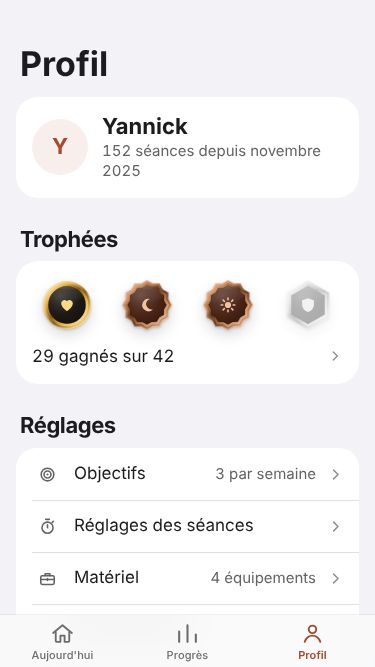 Profil
Y
Yannick
152 séances depuis novembre
2025
Trophées
29 gagnés sur 42
Réglages
Objectifs 3 par semaine
Réglages des séances
Matériel 4 équipements
Aujourd'hui Progrès Profil